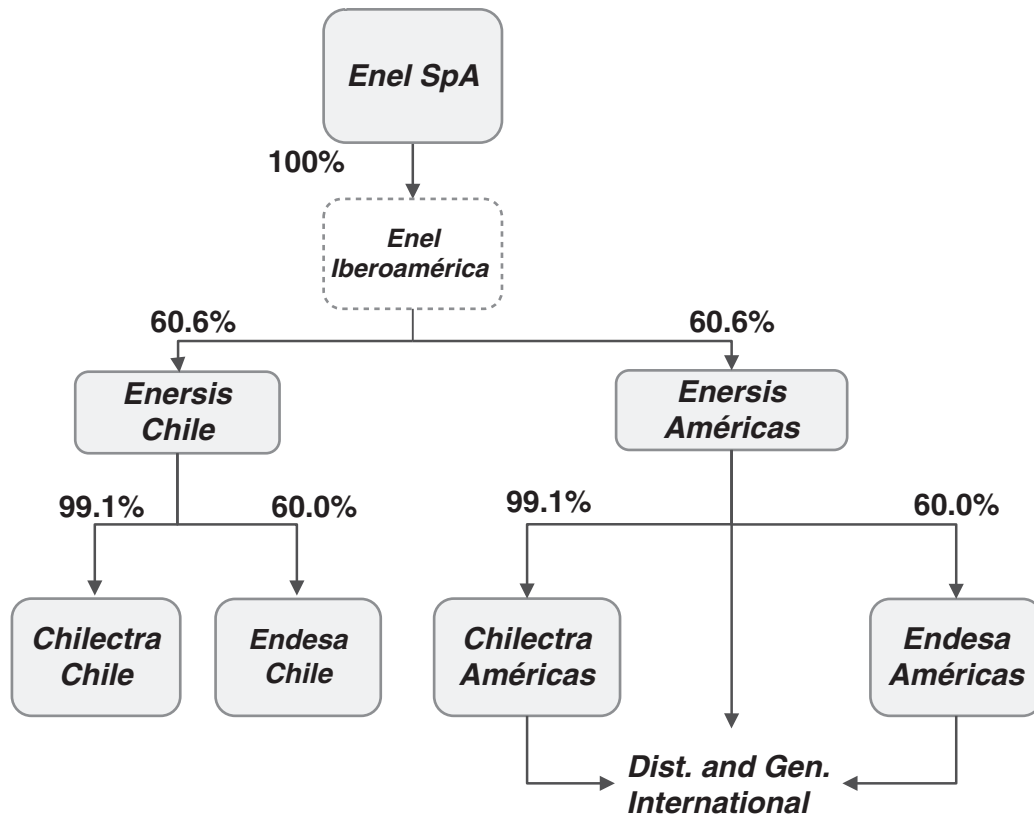 Enel SpA
100%
Enel
Iberoamérica
60.6%
60.6%
Enersis
Chile
Enersis
Américas
99.1%
60.0%
99.1%
60.0%
Chilectra
Chile
Endesa
Chile
Chilectra
Américas
Endesa
Américas
Dist. and Gen.
International